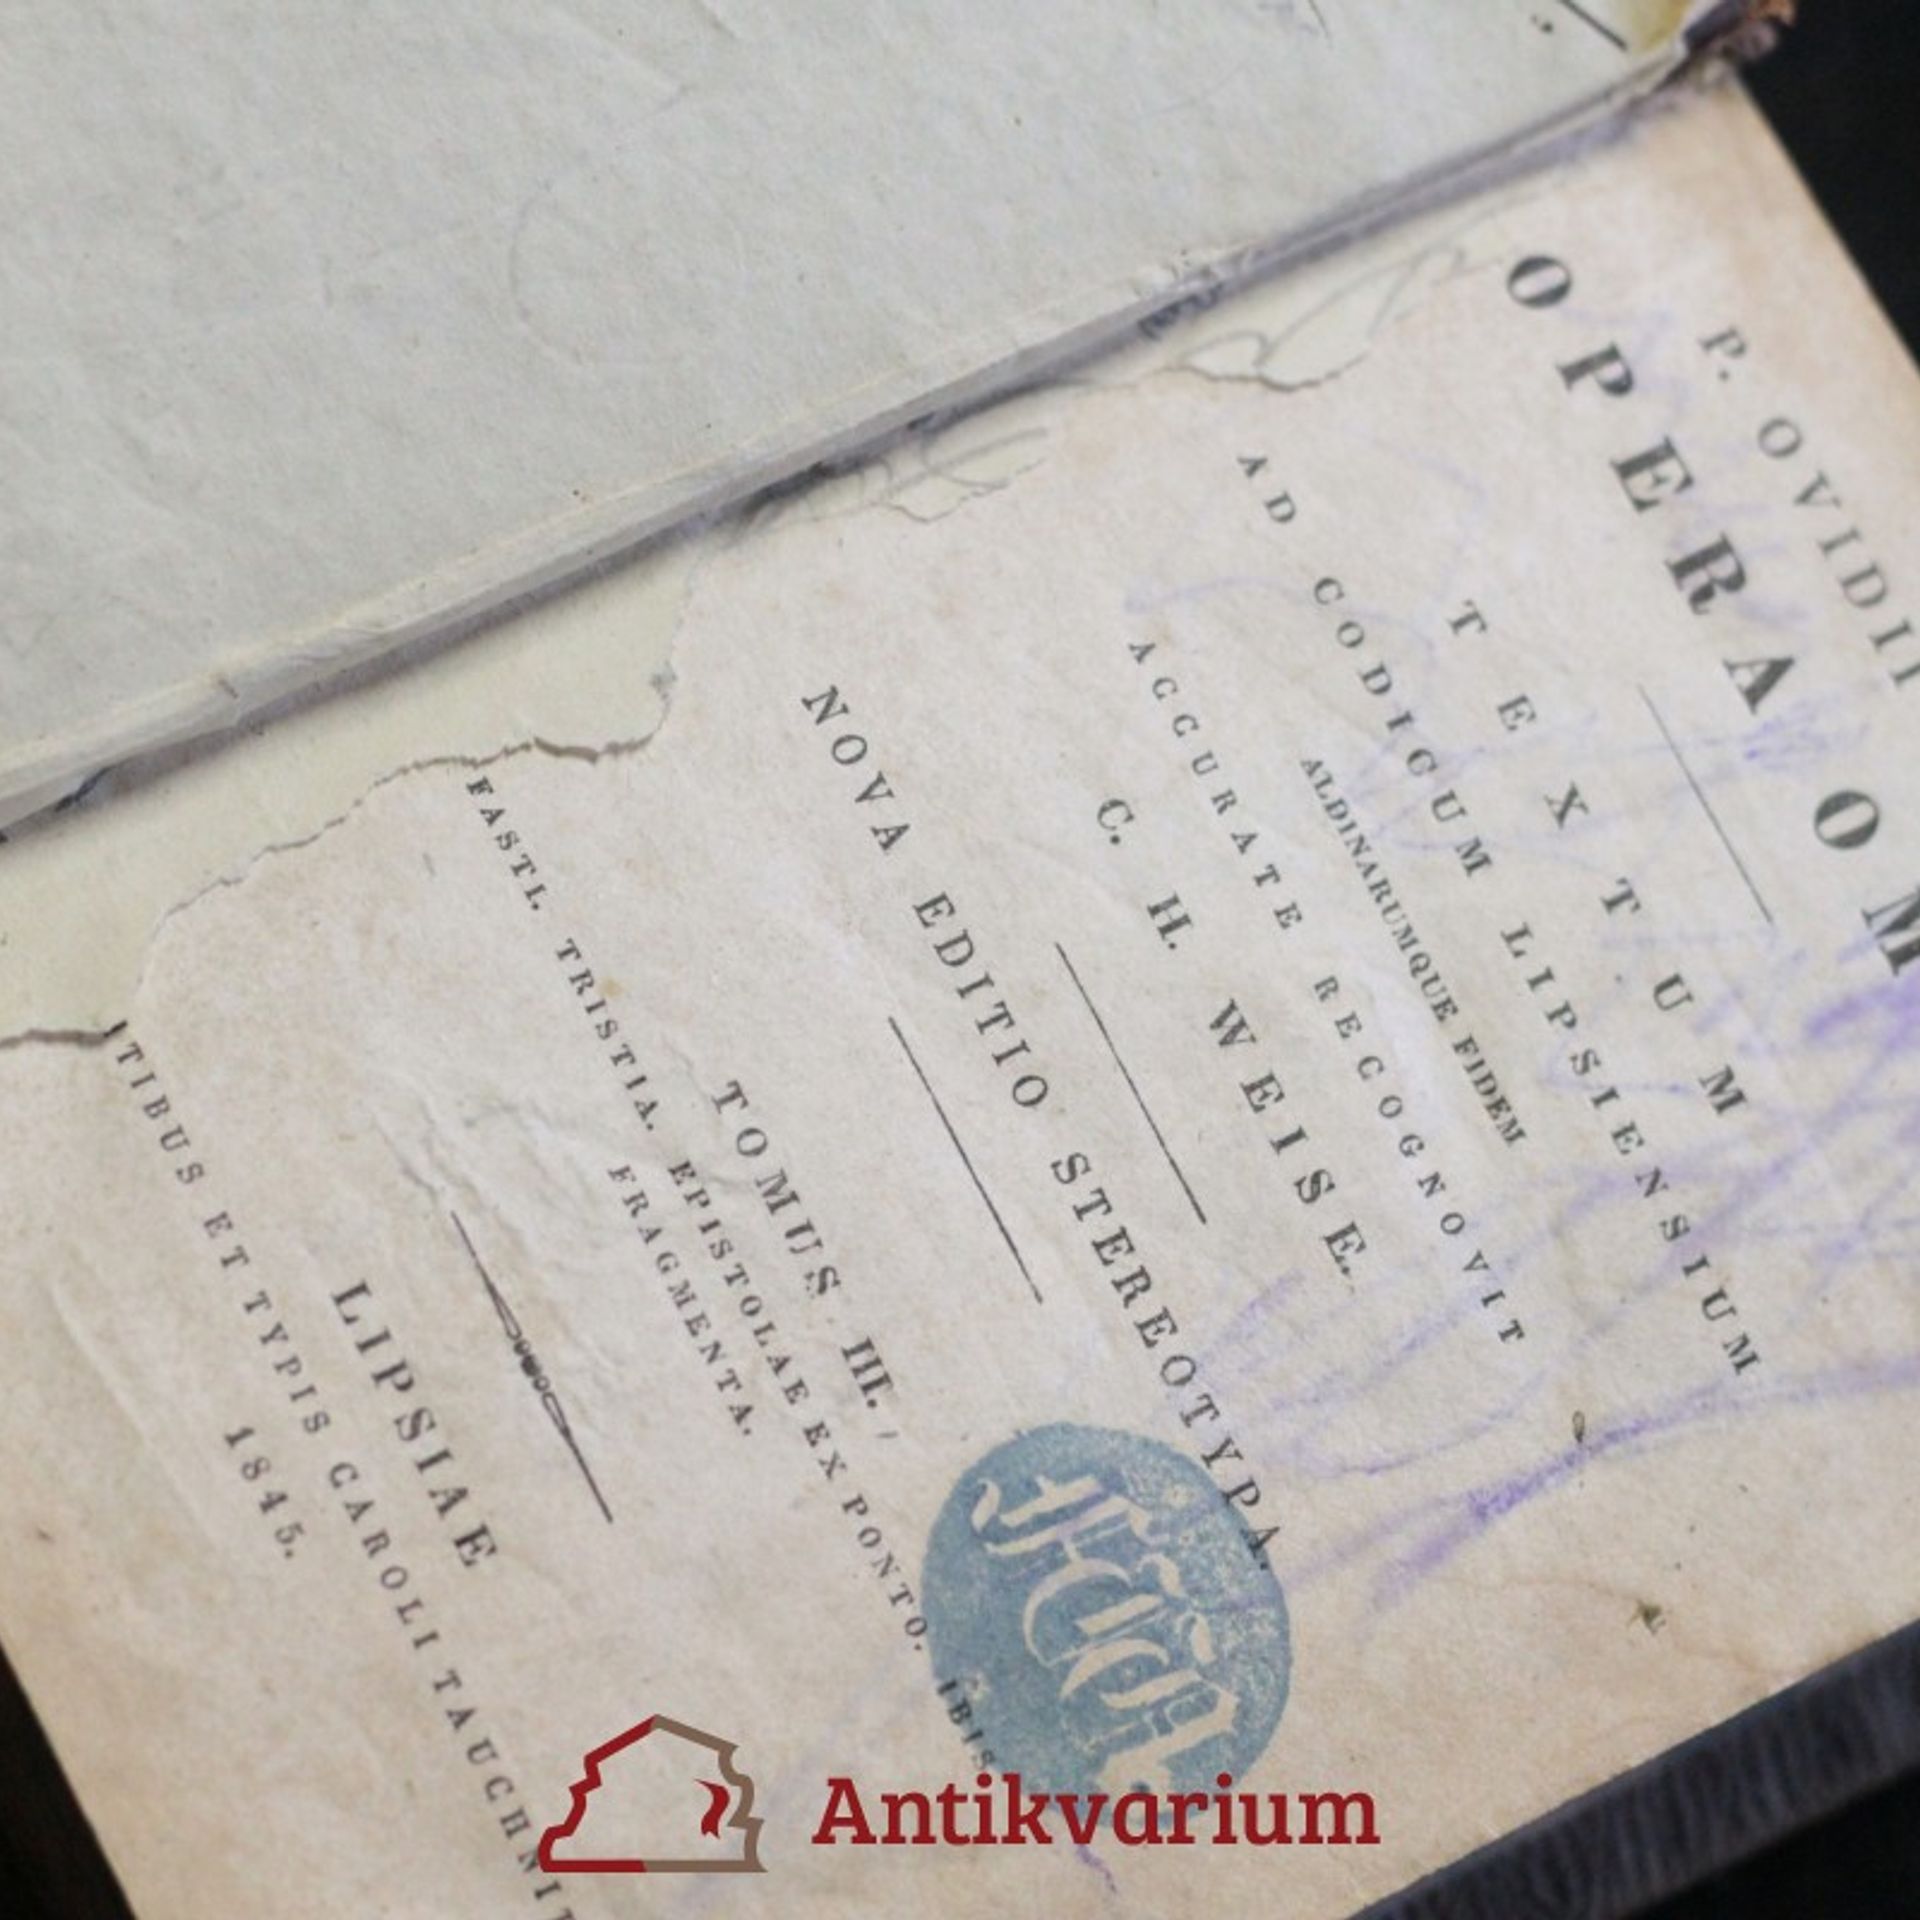 P. OVIDII
OPERA OM
TEXTUM
AD CODICUM LIPSIENSIUM
ALDINARUMQUE FIDEM
ACCURATE RECOGNOVIT
C. H. WEISE.
NOVA EDITIO STEREOTYPA.
TOMUS III.
FASTI. TRISTIA. EPISTOLAE EX PONTO. IBIS
FRAGMENTA.
LIPSIAE
TIBUS ET TYPIS CAROLI TAUCHNI
1845.
Antikvarium